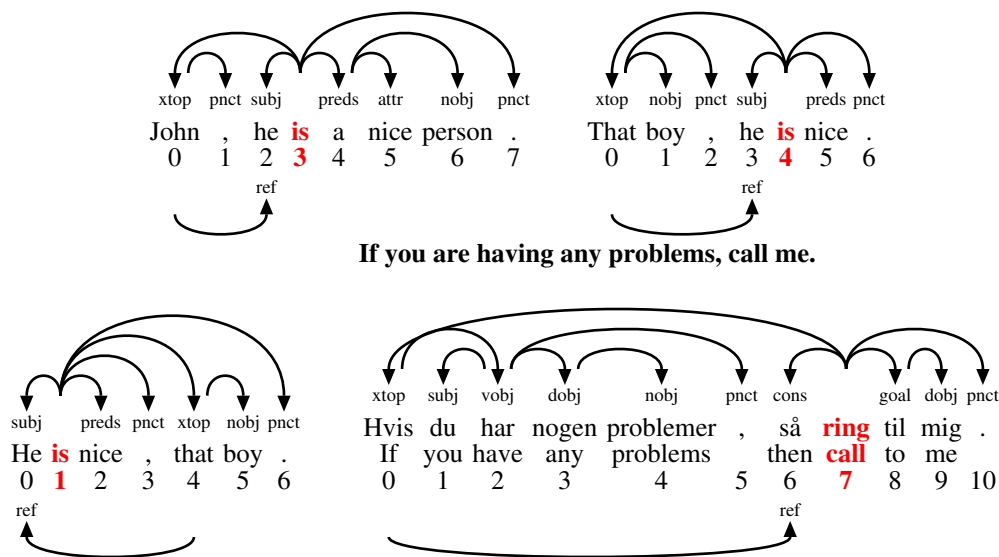 xtop pnct subj preds attr nobj pnct
John , he is a nice person .
0 1 2 3 4 5 6 7
ref
xtop nobj pnct subj preds pnct
That boy , he is nice .
0 1 2 3 4 5 6
ref
If you are having any problems, call me.
subj preds pnct xtop nobj pnct
He is nice , that boy .
0 1 2 3 4 5 6
ref
xtop subj vobj dobj nobj pnct cons goal dobj pnct
Hvis du har nogen problemer , så ring til mig .
If you have any problems then call to me
0 1 2 3 4 5 6 7 8 9 10
ref